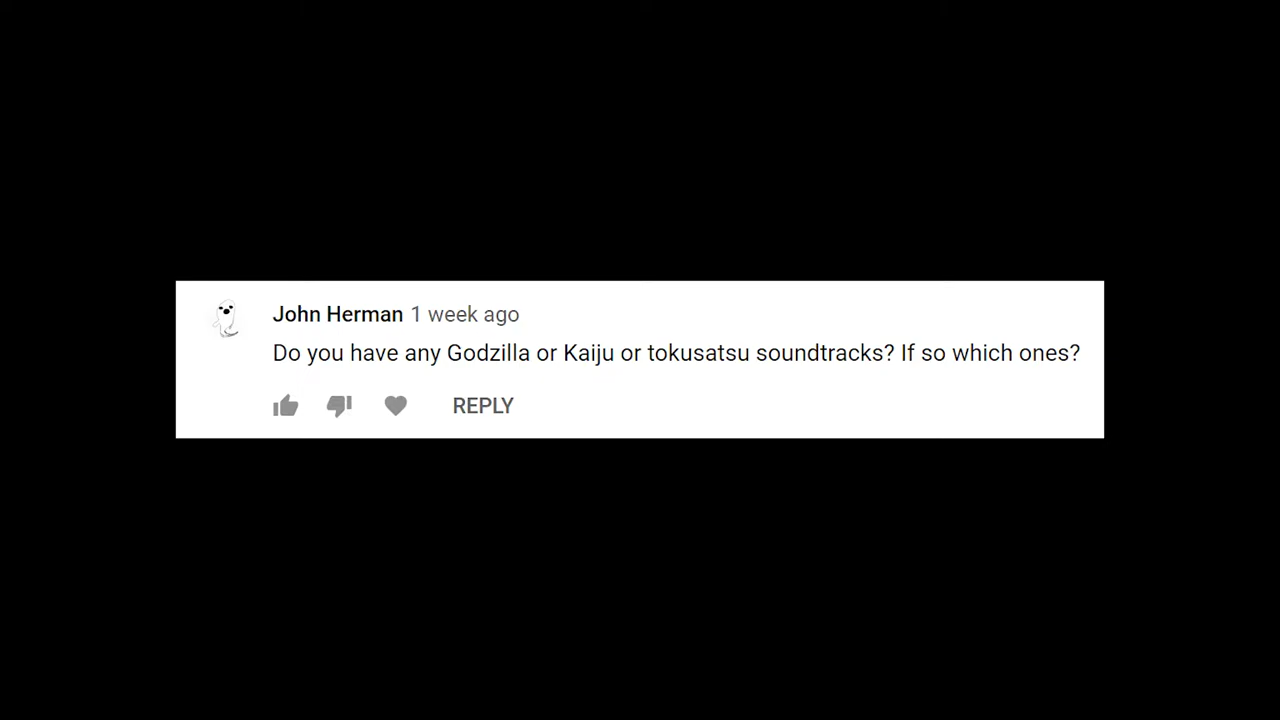 John Herman 1 week ago
Do you have any Godzilla or Kaiju or tokusatsu soundtracks? If so which ones?
REPLY